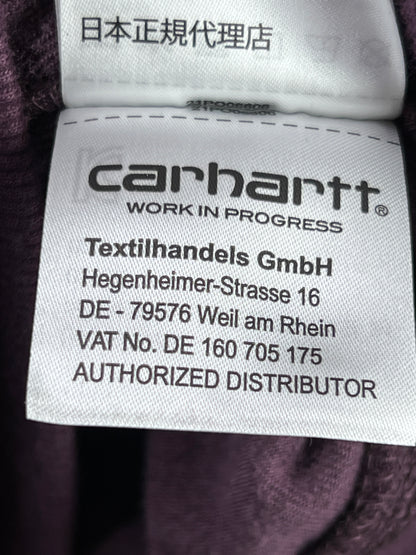 日本正規代理店
carhartt®
WORK IN PROGRESS
Textilhandels GmbH
Hegenheimer-Strasse 16
DE - 79576 Weil am Rhein
VAT No. DE 160 705 175
AUTHORIZED DISTRIBUTOR